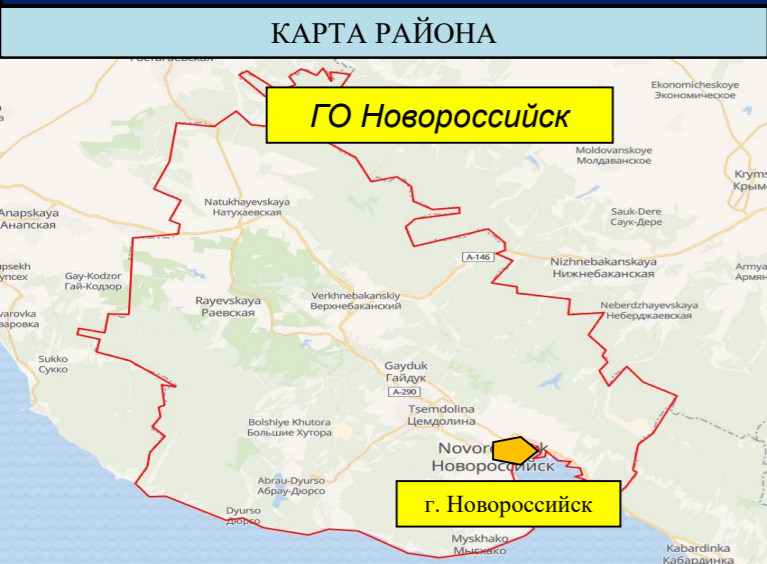 КАРТА РАЙОНА
ГО Новороссийск
Ekonomicheskoye
Экономическое
Moldovanskoye
Молдаванское
Natukhayevskaya
Натухаевская
Anapskaya
Анапская
Sauk-Dere
Саук-Дере
A-146
Nizhnebakanskaya
Нижнебаканская
Gay-Kodzor
Гай-Кодзор
Rayevskaya
Раевская
Verkhnebakanskiy
Верхнебаканский
Neberdzhayevskaya
Неберджаевская
Sukko
Сукко
Gayduk
Гайдук
A-290
Tsemdolina
Цемдолина
Bolshiye Khutora
Большие Хутора
Новороссийск
Abrau-Dyurso
Абрау-Дюрсо
г. Новороссийск
Dyurso
Дюрсо
Myskhako
Мысхако
Kabardinka
Кабардинка